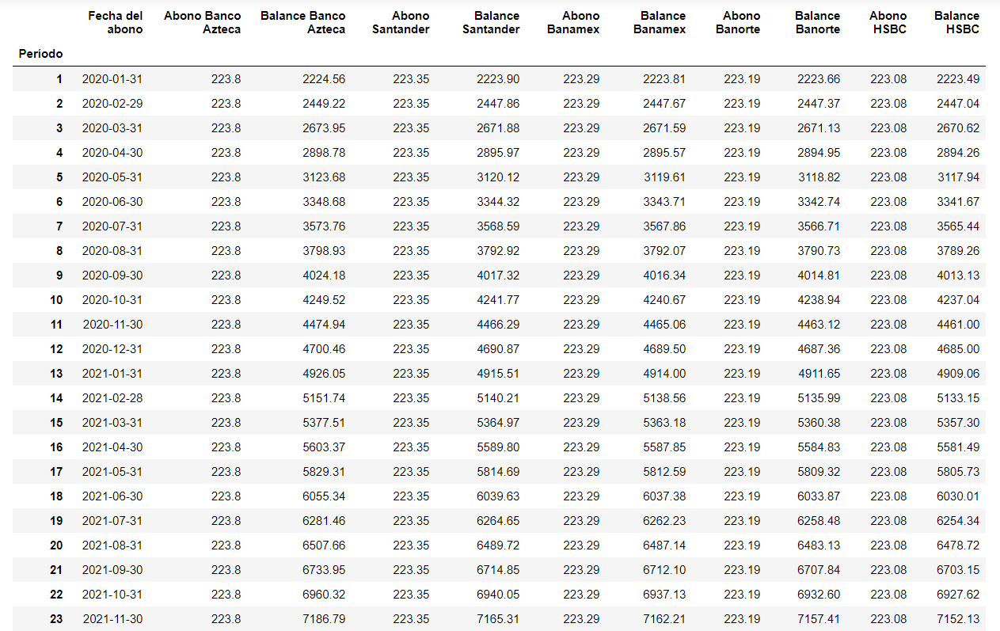 Fecha del abono Abono Banco Azteca Balance Banco Azteca Abono Santander Balance Santander Abono Banamex Balance Banamex Abono Banorte Balance Banorte Abono HSBC Balance HSBC
Período
1 2020-01-31 223.8 2224.56 223.35 2223.90 223.29 2223.81 223.19 2223.66 223.08 2223.49
2 2020-02-29 223.8 2449.22 223.35 2447.86 223.29 2447.67 223.19 2447.37 223.08 2447.04
3 2020-03-31 223.8 2673.95 223.35 2671.88 223.29 2671.59 223.19 2671.13 223.08 2670.62
4 2020-04-30 223.8 2898.78 223.35 2895.97 223.29 2895.57 223.19 2894.95 223.08 2894.26
5 2020-05-31 223.8 3123.68 223.35 3120.12 223.29 3119.61 223.19 3118.82 223.08 3117.94
6 2020-06-30 223.8 3348.68 223.35 3344.32 223.29 3343.71 223.19 3342.74 223.08 3341.67
7 2020-07-31 223.8 3573.76 223.35 3568.59 223.29 3567.86 223.19 3566.71 223.08 3565.44
8 2020-08-31 223.8 3798.93 223.35 3792.92 223.29 3792.07 223.19 3790.73 223.08 3789.26
9 2020-09-30 223.8 4024.18 223.35 4017.32 223.29 4016.34 223.19 4014.81 223.08 4013.13
10 2020-10-31 223.8 4249.52 223.35 4241.77 223.29 4240.67 223.19 4238.94 223.08 4237.04
11 2020-11-30 223.8 4474.94 223.35 4466.29 223.29 4465.06 223.19 4463.12 223.08 4461.00
12 2020-12-31 223.8 4700.46 223.35 4690.87 223.29 4689.50 223.19 4687.36 223.08 4685.00
13 2021-01-31 223.8 4926.05 223.35 4915.51 223.29 4914.00 223.19 4911.65 223.08 4909.06
14 2021-02-28 223.8 5151.74 223.35 5140.21 223.29 5138.56 223.19 5135.99 223.08 5133.15
15 2021-03-31 223.8 5377.51 223.35 5364.97 223.29 5363.18 223.19 5360.38 223.08 5357.30
16 2021-04-30 223.8 5603.37 223.35 5589.80 223.29 5587.85 223.19 5584.83 223.08 5581.49
17 2021-05-31 223.8 5829.31 223.35 5814.69 223.29 5812.59 223.19 5809.32 223.08 5805.73
18 2021-06-30 223.8 6055.34 223.35 6039.63 223.29 6037.38 223.19 6033.87 223.08 6030.01
19 2021-07-31 223.8 6281.46 223.35 6264.65 223.29 6262.23 223.19 6258.48 223.08 6254.34
20 2021-08-31 223.8 6507.66 223.35 6489.72 223.29 6487.14 223.19 6483.13 223.08 6478.72
21 2021-09-30 223.8 6733.95 223.35 6714.85 223.29 6712.10 223.19 6707.84 223.08 6703.15
22 2021-10-31 223.8 6960.32 223.35 6940.05 223.29 6937.13 223.19 6932.60 223.08 6927.62
23 2021-11-30 223.8 7186.79 223.35 7165.31 223.29 7162.21 223.19 7157.41 223.08 7152.13